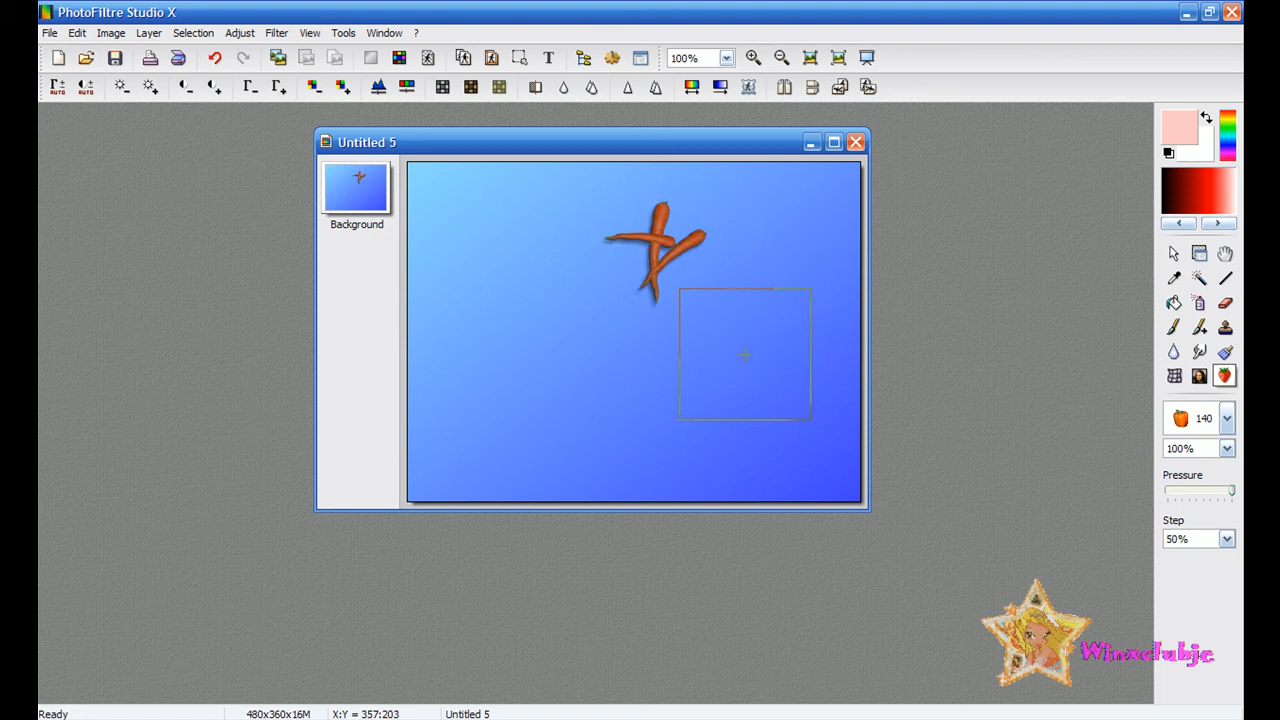 PhotoFiltre Studio X
File Edit Image Layer Selection Adjust Filter View Tools Window ?
100%
Untitled 5
Background
140
100%
Pressure
Step
50%
Winxclubjc
Ready 480x360x16M X:Y = 357:203 Untitled 5